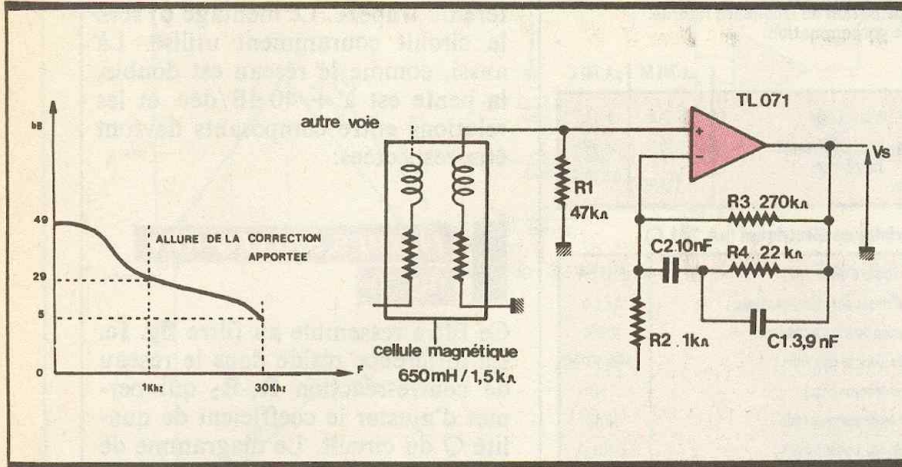 dB
49
29
5
0
ALLURE DE LA CORRECTION
APPORTEE
1Khz
30Khz
F
autre voie
cellule magnétique
650mH / 1,5 kΩ
R1
47kΩ
TL 071
+
−
Vs
R3. 270kΩ
C2.10nF
R4. 22 kΩ
R2. 1kΩ
C1.3,9 nF